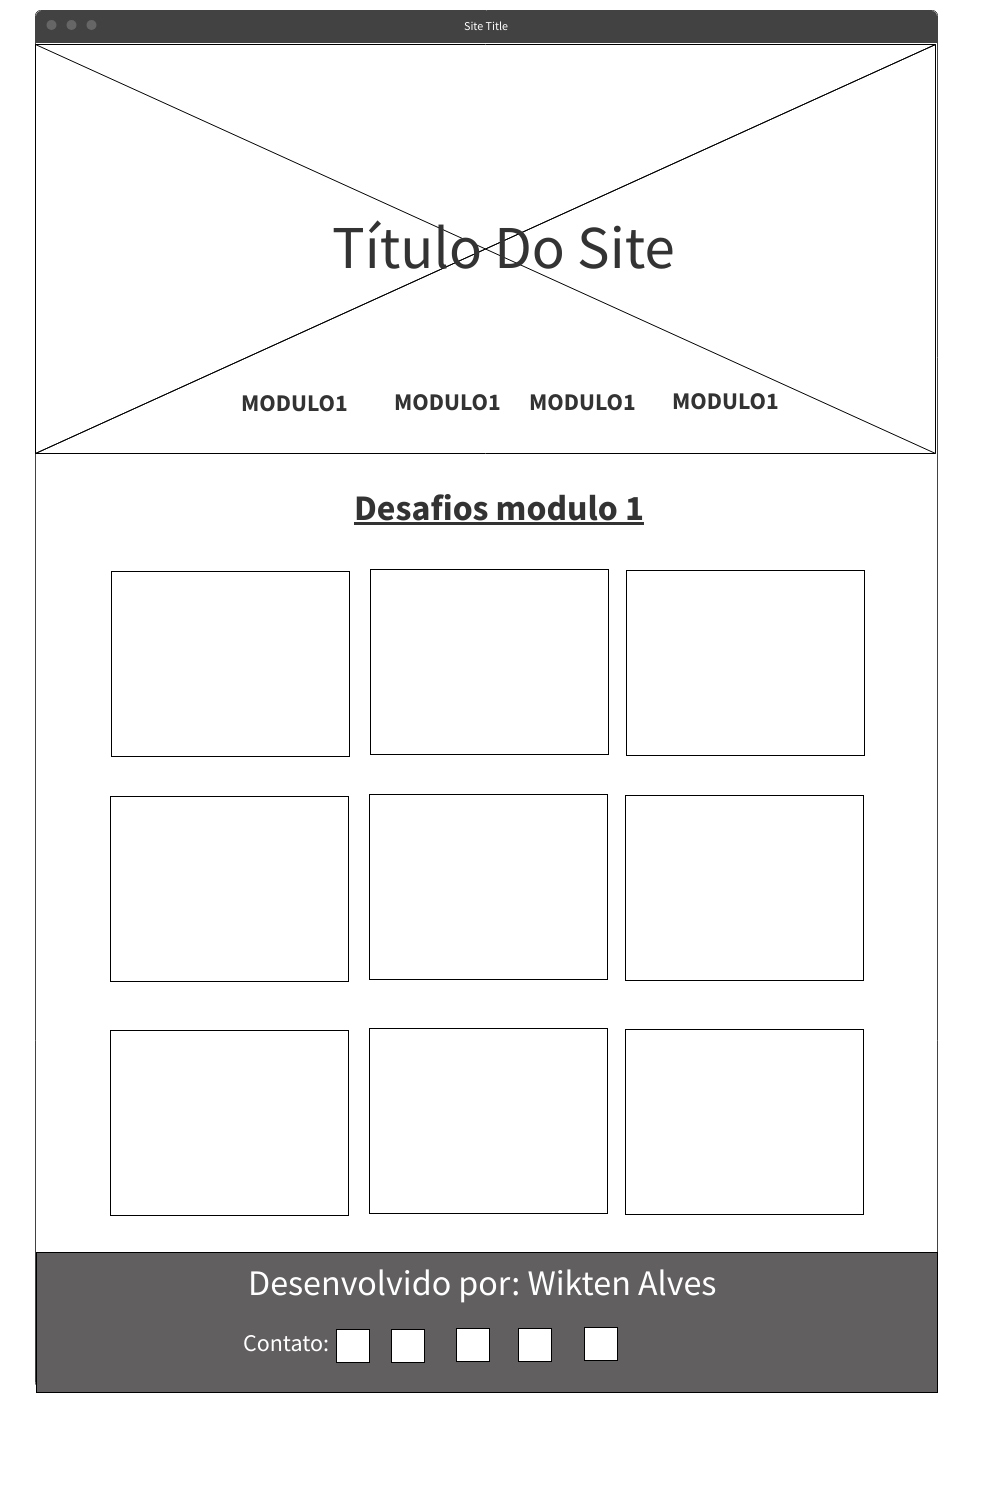 Site Title
Título Do Site
MODULO1 MODULO1 MODULO1 MODULO1
Desafios modulo 1
Desenvolvido por: Wikten Alves
Contato: